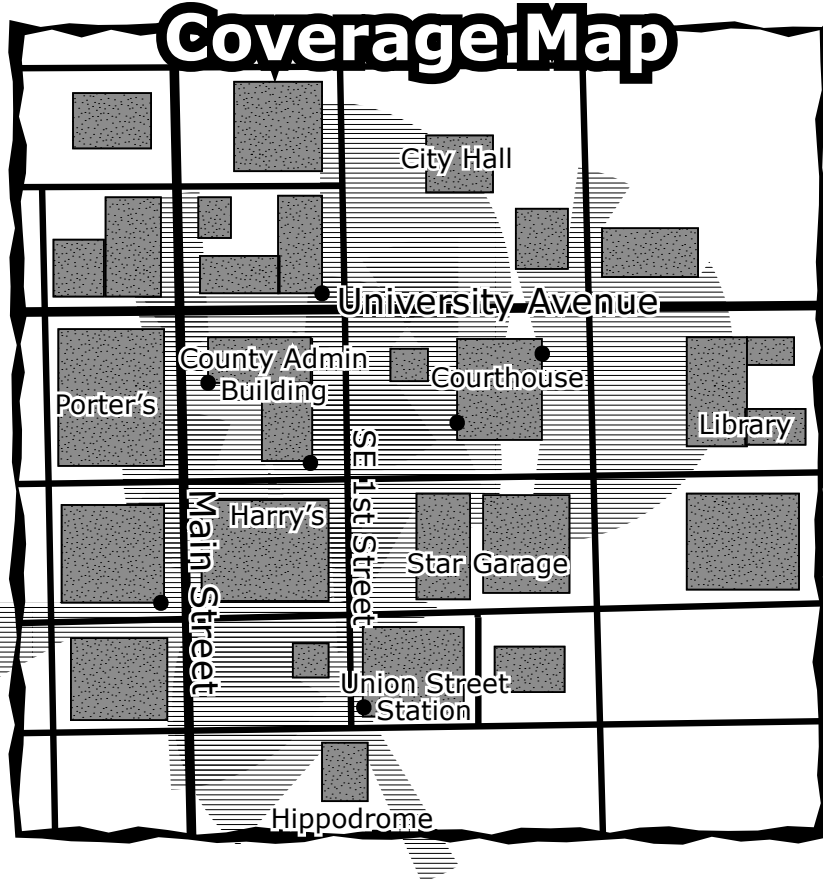 Coverage Map
City Hall
University Avenue
County Admin
Building
Courthouse
Porter’s
Library
SE 1st Street
Main Street
Harry’s
Star Garage
Union Street
Station
Hippodrome